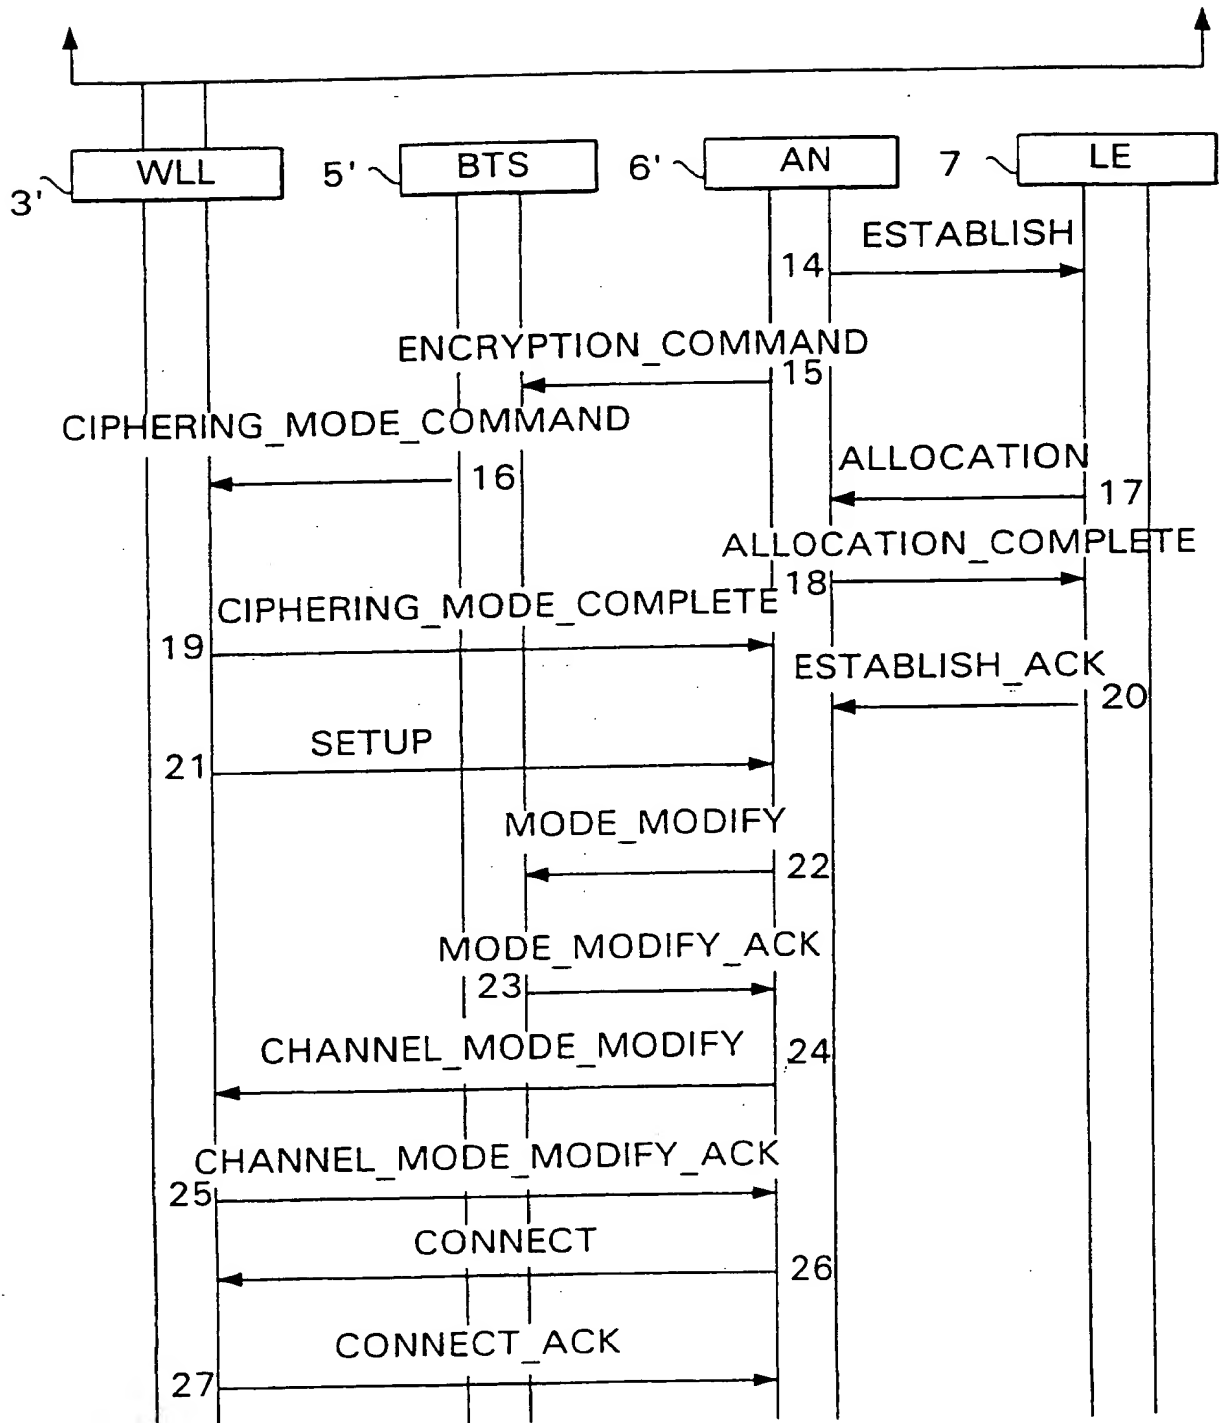 WLL
BTS
AN
LE
3'
5'
6'
7
ESTABLISH
14
ENCRYPTION_COMMAND
15
CIPHERING_MODE_COMMAND
16
ALLOCATION
17
ALLOCATION_COMPLETE
18
CIPHERING_MODE_COMPLETE
19
ESTABLISH_ACK
20
SETUP
21
MODE_MODIFY
22
MODE_MODIFY_ACK
23
CHANNEL_MODE_MODIFY
24
CHANNEL_MODE_MODIFY_ACK
25
CONNECT
26
CONNECT_ACK
27